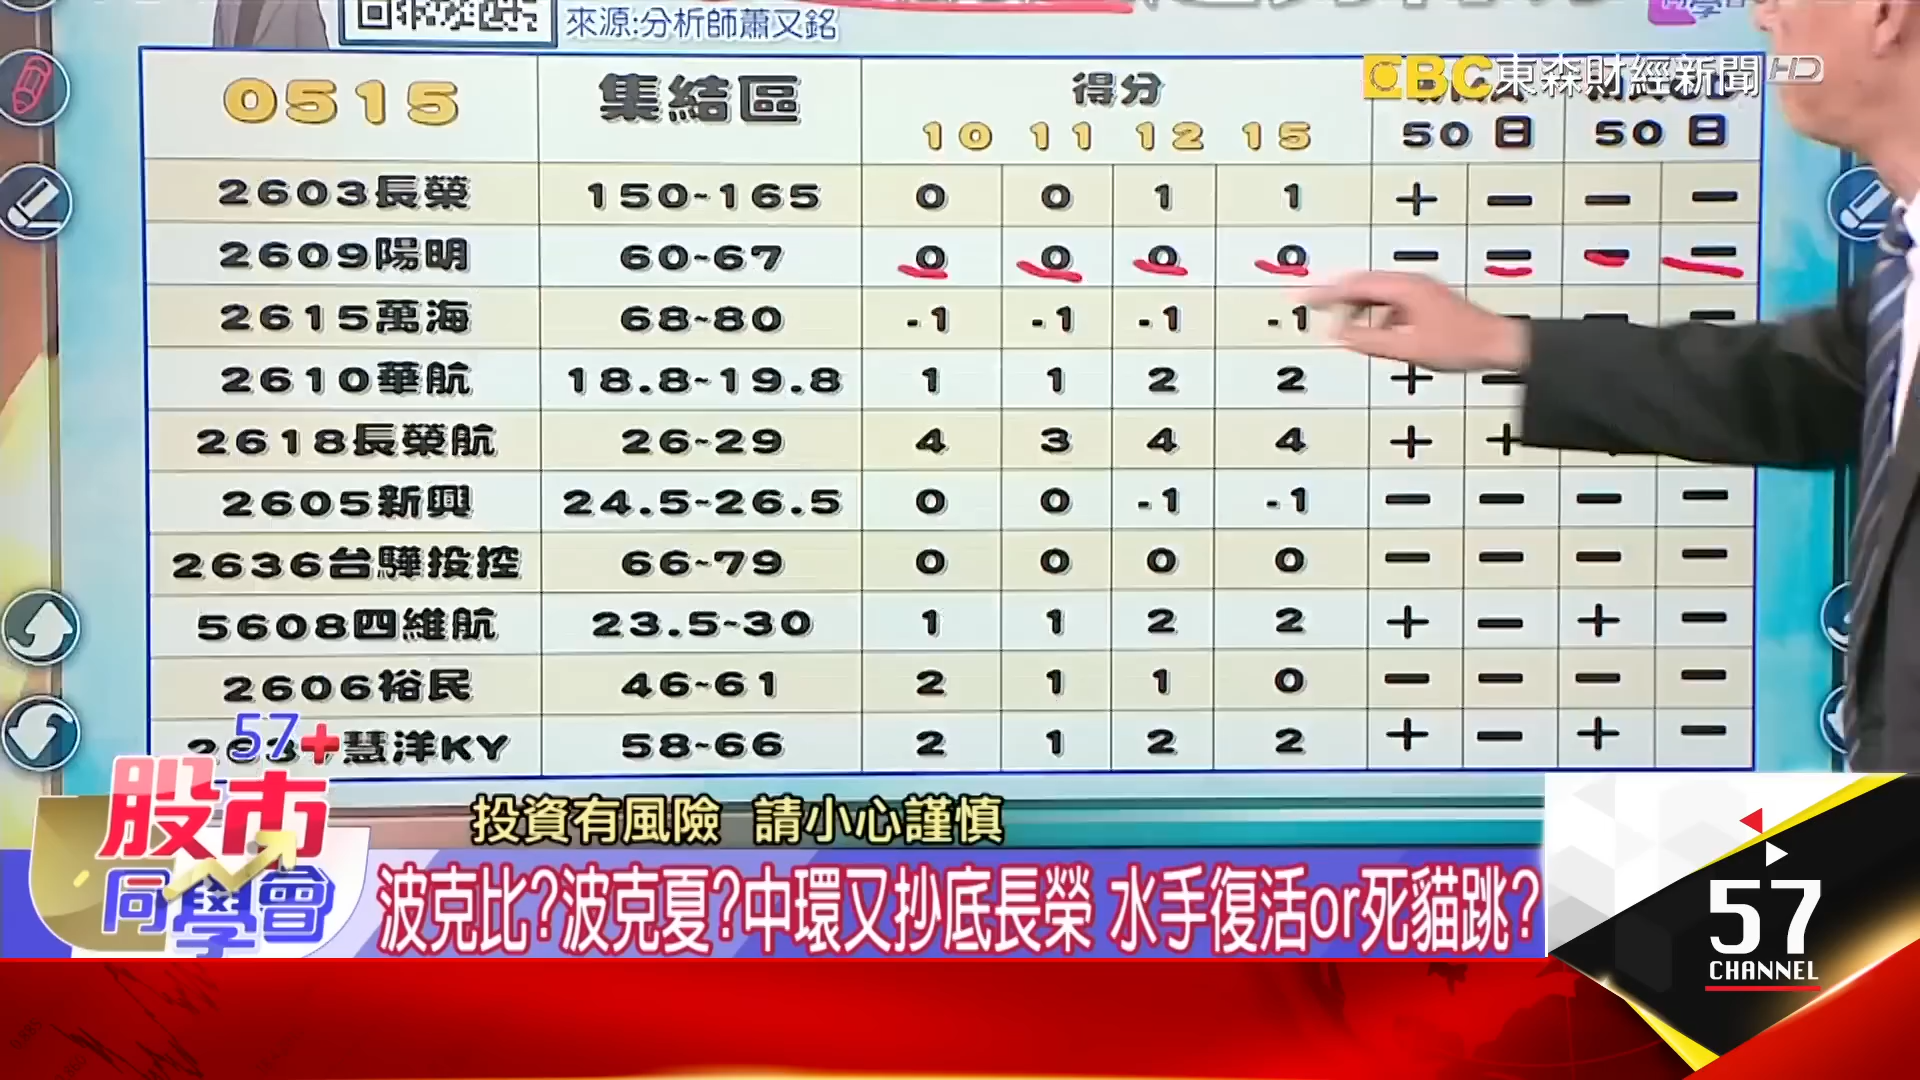 來源:分析師蕭又銘
EBC東森財經新聞HD
0515 集結區 得分
10 11 12 15 50日 50日
2603長榮 150~165 0 0 1 1 + − − −
2609陽明 60~67 0 0 0 0 − − − −
2615萬海 68~80 -1 -1 -1 -1 − −
2610華航 18.8~19.8 1 1 2 2 + −
2618長榮航 26~29 4 3 4 4 + +
2605新興 24.5~26.5 0 0 -1 -1 − − − −
2636台驊投控 66~79 0 0 0 0 − − − −
5608四維航 23.5~30 1 1 2 2 + − + −
2606裕民 46~61 2 1 1 0 − − − −
慧洋KY 58~66 2 1 2 2 + − + −
57+
股市
同學會
投資有風險 請小心謹慎
波克比?波克夏?中環又抄底長榮 水手復活or死貓跳?
57
CHANNEL